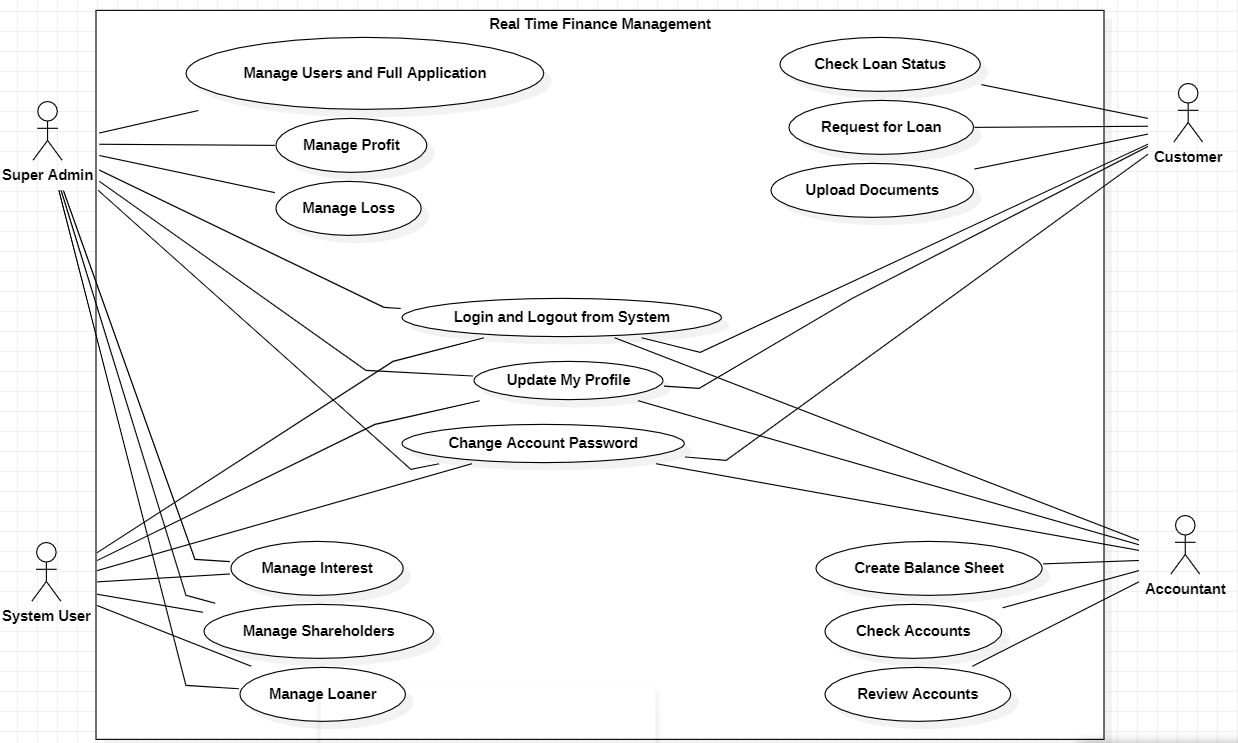 Real Time Finance Management
Manage Users and Full Application
Check Loan Status
Manage Profit
Request for Loan
Customer
Super Admin
Manage Loss
Upload Documents
Login and Logout from System
Update My Profile
Change Account Password
Manage Interest
Create Balance Sheet
Accountant
System User
Manage Shareholders
Check Accounts
Manage Loaner
Review Accounts